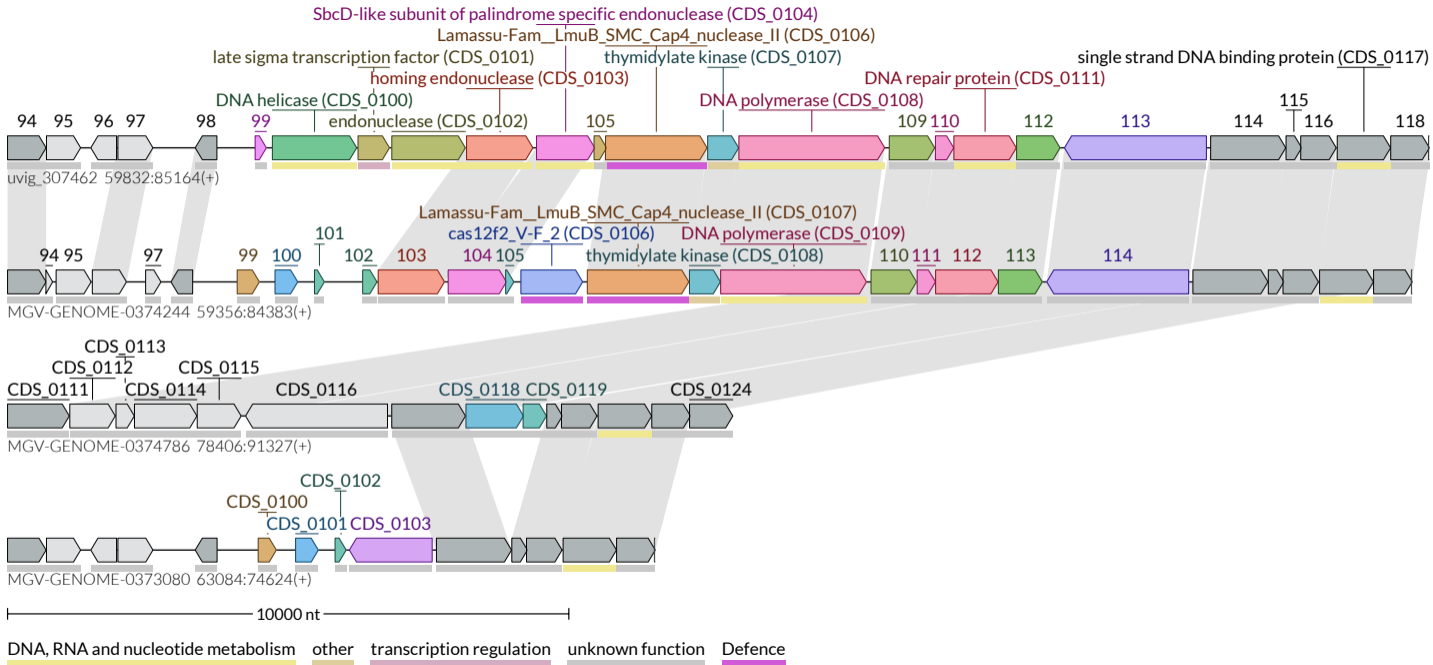 SbcD-like subunit of palindrome specific endonuclease (CDS_0104)
Lamassu-Fam__LmuB_SMC_Cap4_nuclease_II (CDS_0106)
late sigma transcription factor (CDS_0101) thymidylate kinase (CDS_0107) single strand DNA binding protein (CDS_0117)
homing endonuclease (CDS_0103) DNA repair protein (CDS_0111)
DNA helicase (CDS_0100) DNA polymerase (CDS_0108) 115
94 95 96 97 98 99 endonuclease (CDS_0102) 105 109 110 112 113 114 116 118
uvig_307462 59832:85164(+)
Lamassu-Fam__LmuB_SMC_Cap4_nuclease_II (CDS_0107)
101 cas12f2_V-F_2 (CDS_0106) DNA polymerase (CDS_0109)
94 95 97 99 100 102 103 104 105 thymidylate kinase (CDS_0108) 110 111 112 113 114
MGV-GENOME-0374244 59356:84383(+)
CDS_0113
CDS_0112 CDS_0115
CDS_0111 CDS_0114 CDS_0116 CDS_0118 CDS_0119 CDS_0124
MGV-GENOME-0374786 78406:91327(+)
CDS_0102
CDS_0100
CDS_0101 CDS_0103
MGV-GENOME-0373080 63084:74624(+)
10000 nt
DNA, RNA and nucleotide metabolism other transcription regulation unknown function Defence